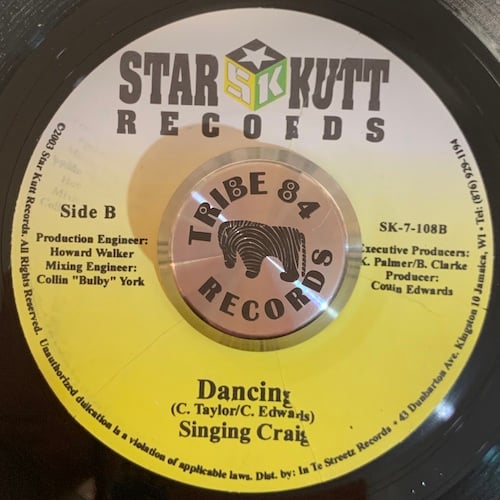 STAR SK KUTT
RECORDS
Side B
SK-7-108B
Production Engineer:
Howard Walker
Mixing Engineer:
Collin "Bulby" York
TRIBE 84
RECORDS
Executive Producers:
K. Palmer/B. Clarke
Producer:
Edwards
Dancing
(C. Taylor/C. Edwards)
Singing Craig
©2003 Star Kutt Records. All Rights Reserved. Unauthorized is a violation of applicable laws. Dist. by: In Te Streetz Records • 43 Dunbarton Ave. Kingston 10 Jamaica, WI • Tel: (876) 929-1194